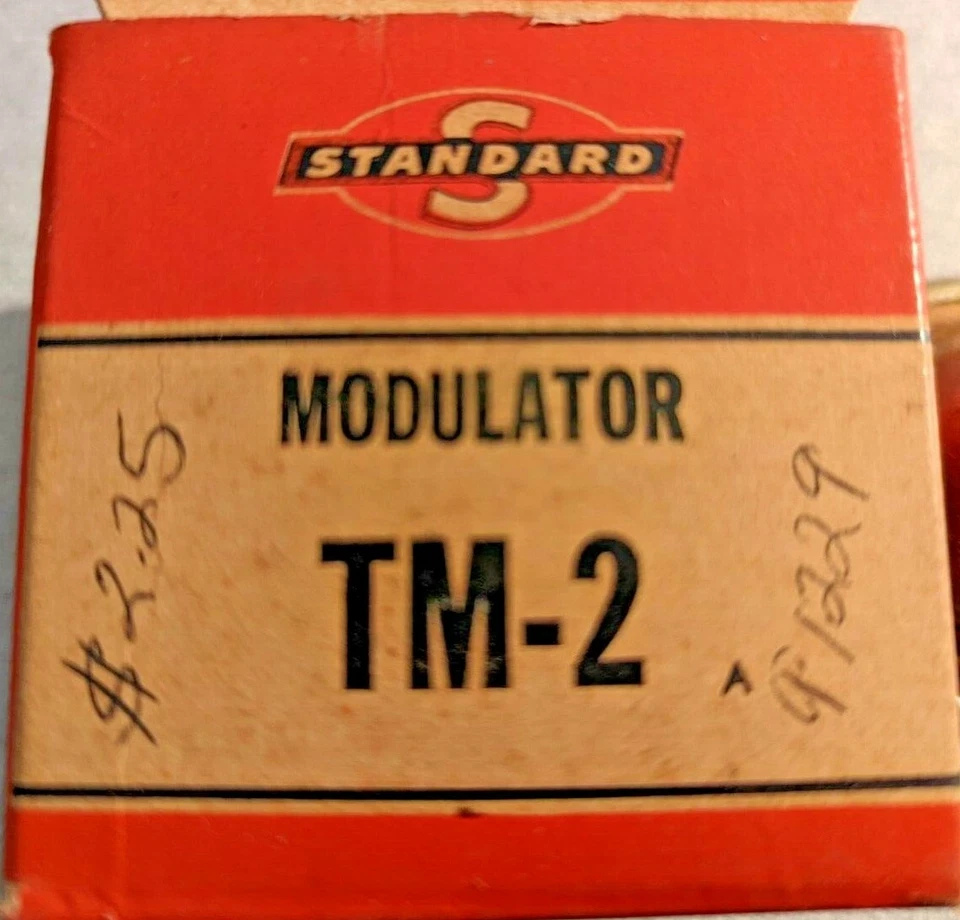 S
STANDARD
MODULATOR
TM-2
A
$2.25
9-1229